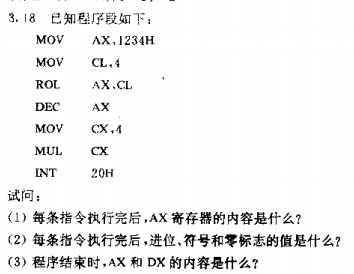 3.18 已知程序段如下：
MOV AX,1234H
MOV CL,4
ROL AX,CL
DEC AX
MOV CX,4
MUL CX
INT 20H
试问：
(1) 每条指令执行完后,AX 寄存器的内容是什么?
(2) 每条指令执行完后,进位、符号和零标志的值是什么?
(3) 程序结束时,AX 和 DX 的内容是什么?